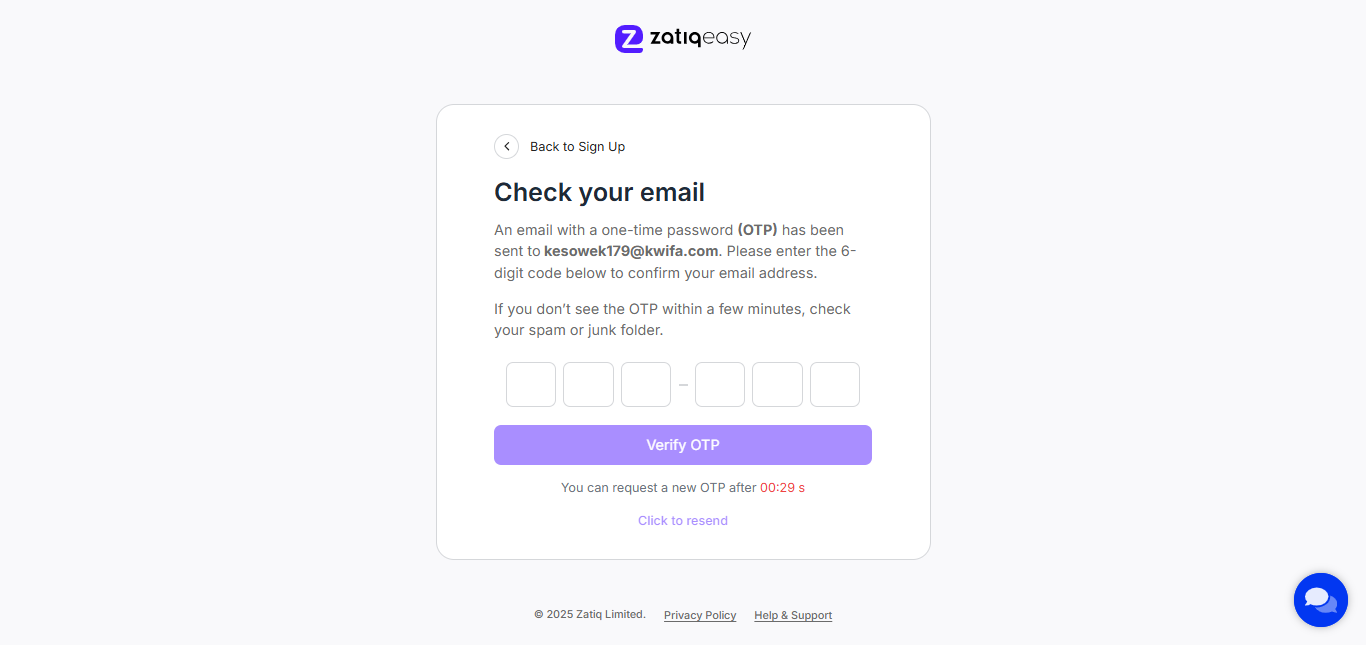 zatiqeasy
Back to Sign Up
Check your email
An email with a one-time password (OTP) has been
sent to kesowek179@kwifa.com. Please enter the 6-
digit code below to confirm your email address.
If you don’t see the OTP within a few minutes, check
your spam or junk folder.
–
Verify OTP
You can request a new OTP after 00:29 s
Click to resend
© 2025 Zatiq Limited. Privacy Policy Help & Support